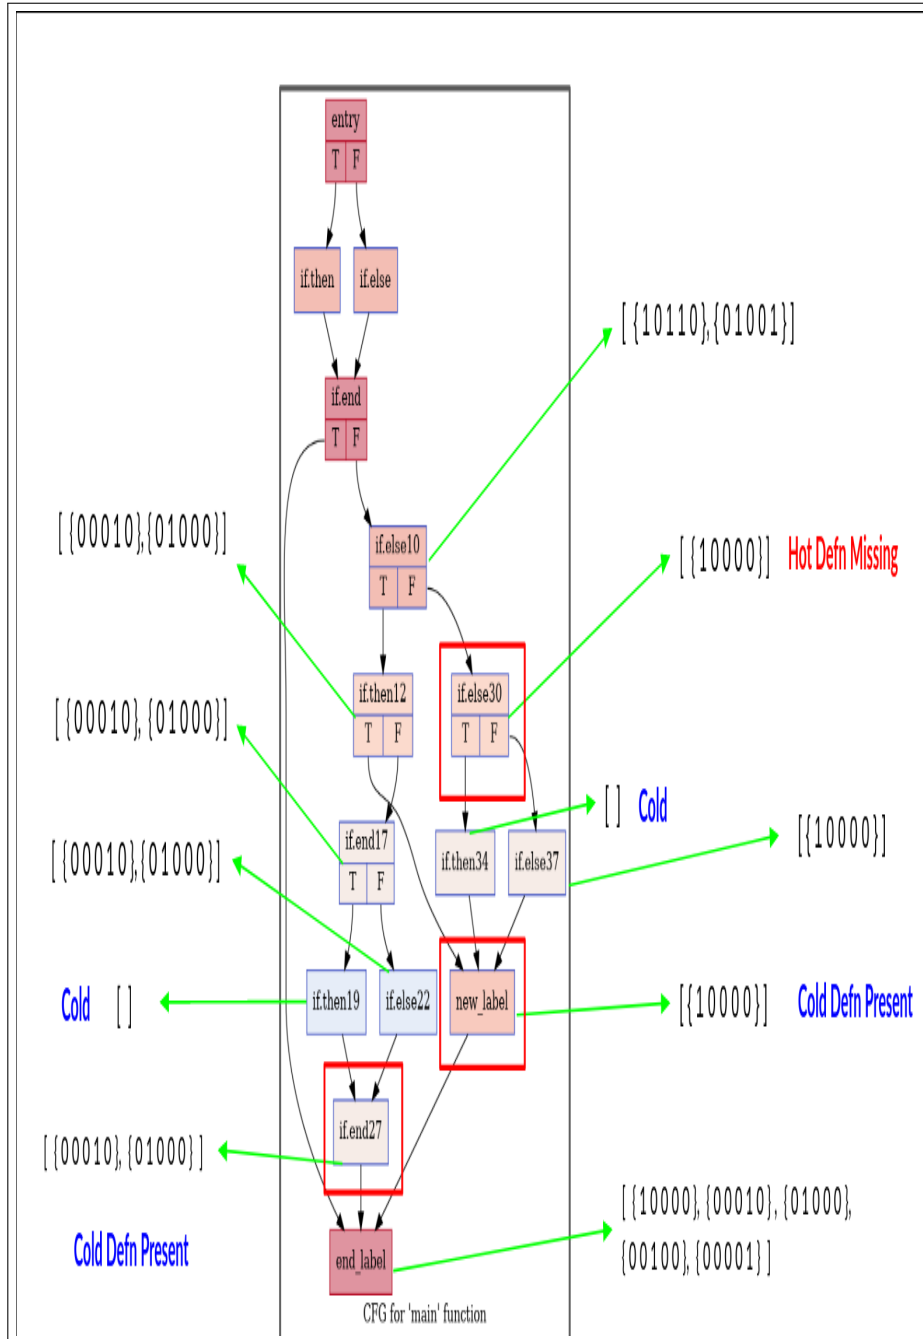 entry
T F
if.then if.else
[ {10110},{01001} ]
if.end
T F
[ {00010},{01000} ]
if.else10
T F
[ {10000} ] Hot Defn Missing
if.then12
T F
if.else30
T F
[ {00010}, {01000} ]
[ ] Cold
if.end17
T F
[{10000}]
if.then34 if.else37
[ {00010},{01000} ]
Cold [ ]
if.then19 if.else22 new_label
[{10000}] Cold Defn Present
if.end27
[ {00010}, {01000} ]
[ {10000}, {00010}, {01000},
{00100}, {00001} ]
Cold Defn Present
end_label
CFG for 'main' function